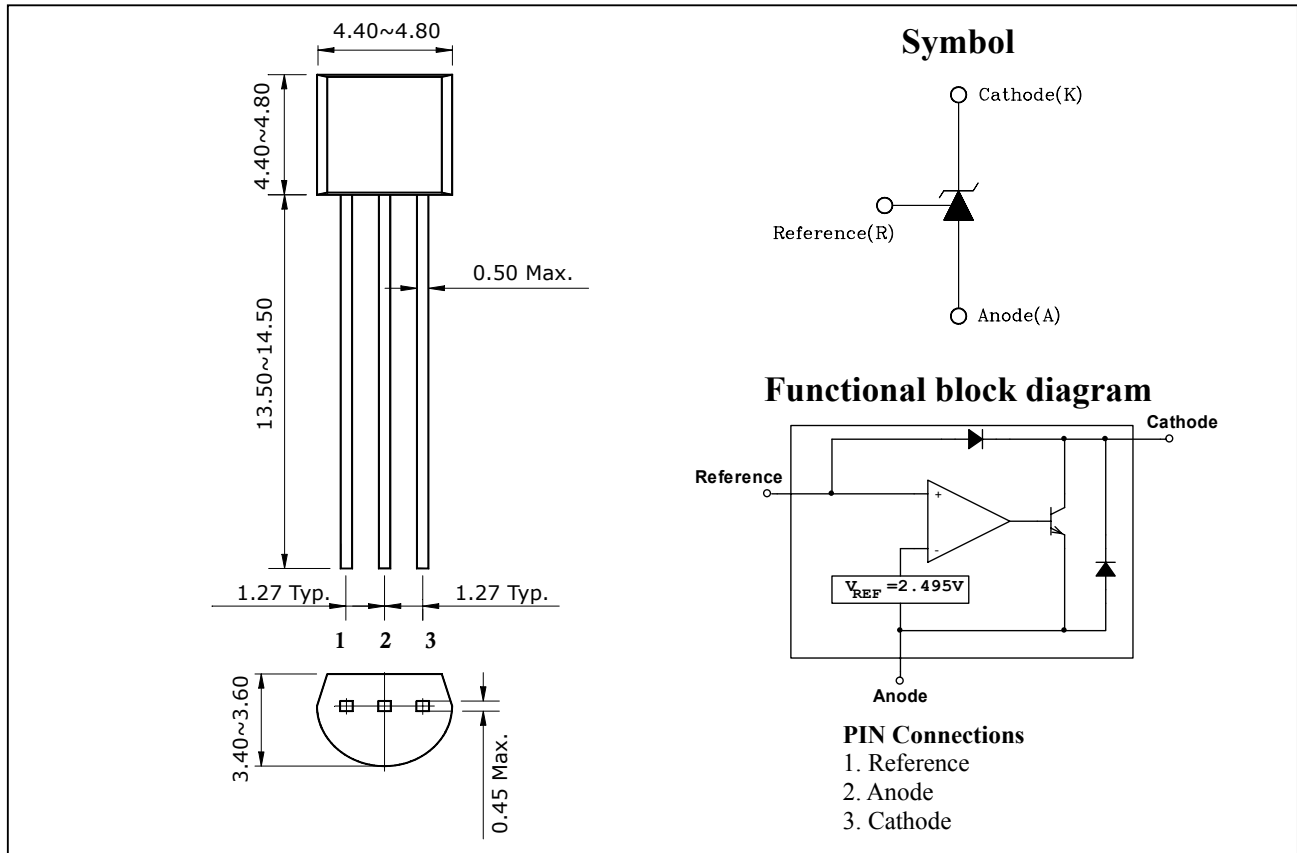 4.40~4.80
4.40~4.80
13.50~14.50
0.50 Max.
1.27 Typ.
1.27 Typ.
1 2 3
3.40~3.60
0.45 Max.
Symbol
Cathode(K)
Reference(R)
Anode(A)
Functional block diagram
Cathode
Reference
+
-
VREF=2.495V
Anode
PIN Connections
1. Reference
2. Anode
3. Cathode